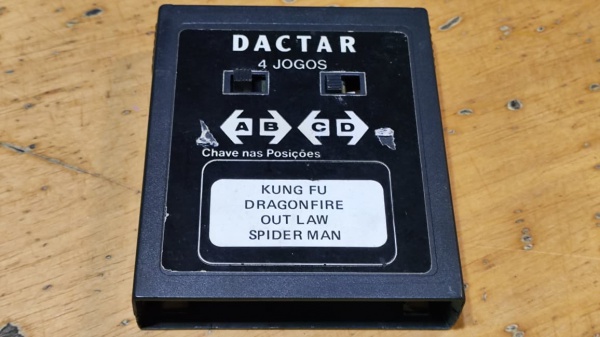 DACTAR
4 JOGOS
A B C D
Chave nas Posições
KUNG FU
DRAGONFIRE
OUT LAW
SPIDER MAN